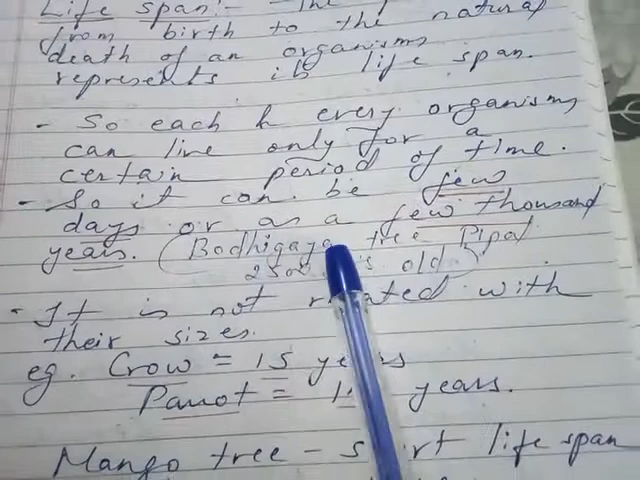 Life span :- The
from birth to the natural
death of an organism
represents its life span.
- So each & every organism
can live only for a
certain period of time.
- So it can be few
days or as a few thousand
years. (Bodhigaya tree Pipal
old)
- It is not related with
their sizes.
eg. Crow = 15 years
Parrot = years.
Mango tree - short life span